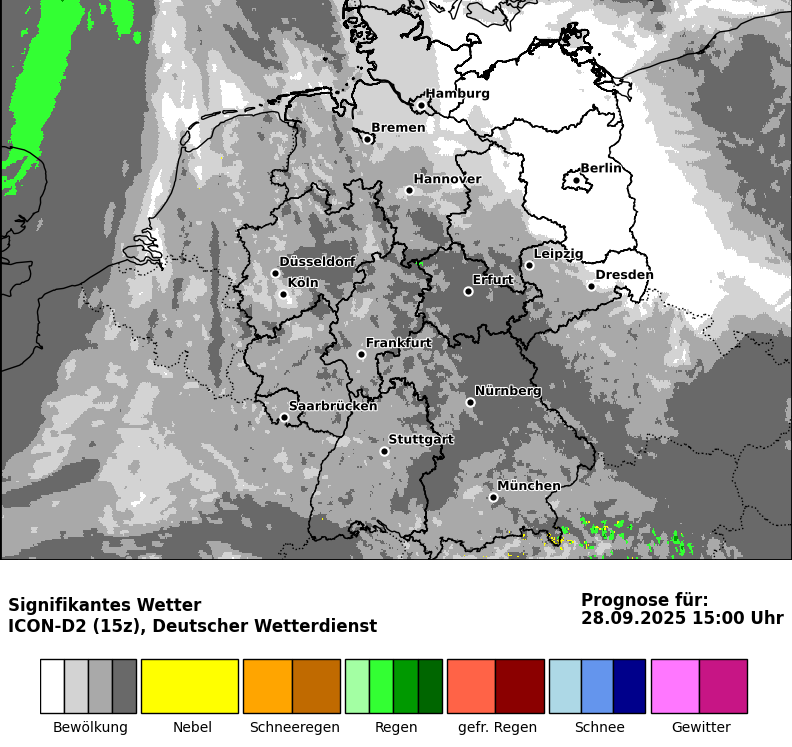 Hamburg
Bremen
Berlin
Hannover
Leipzig
Düsseldorf
Dresden
Köln
Erfurt
Frankfurt
Nürnberg
Saarbrücken
Stuttgart
München
Signifikantes Wetter
ICON-D2 (15z), Deutscher Wetterdienst
Prognose für:
28.09.2025 15:00 Uhr
Bewölkung
Nebel
Schneeregen
Regen
gefr. Regen
Schnee
Gewitter